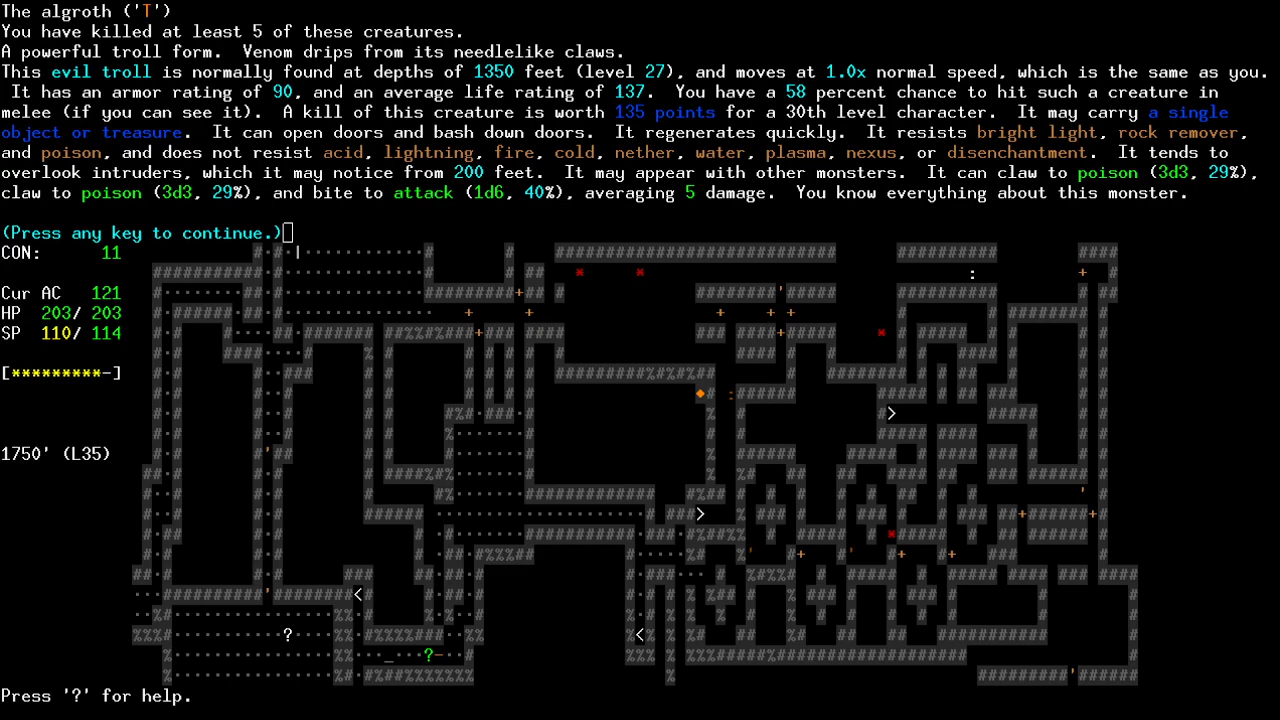 The algroth ('T')
You have killed at least 5 of these creatures.
A powerful troll form.  Venom drips from its needlelike claws.
This evil troll is normally found at depths of 1350 feet (level 27), and moves at 1.0x normal speed, which is the same as you.
It has an armor rating of 90, and an average life rating of 137.  You have a 58 percent chance to hit such a creature in
melee (if you can see it).  A kill of this creature is worth 135 points for a 30th level character.  It may carry a single
object or treasure.  It can open doors and bash down doors.  It regenerates quickly.  It resists bright light, rock remover,
and poison, and does not resist acid, lightning, fire, cold, nether, water, plasma, nexus, or disenchantment.  It tends to
overlook intruders, which it may notice from 200 feet.  It may appear with other monsters.  It can claw to poison (3d3, 29%),
claw to poison (3d3, 29%), and bite to attack (1d6, 40%), averaging 5 damage.  You know everything about this monster.
(Press any key to continue.)
CON: 11
Cur AC 121
HP 203/ 203
SP 110/ 114
[*********-]
1750' (L35)
Press '?' for help.